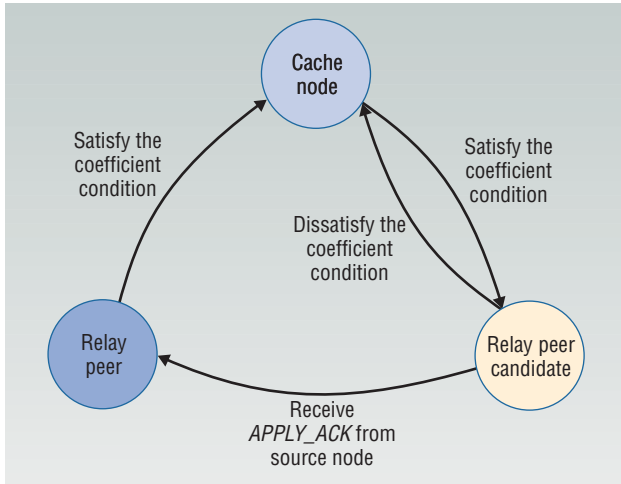 Cache
node
Satisfy the
coefficient
condition
Satisfy the
coefficient
condition
Dissatisfy the
coefficient
condition
Relay
peer
Relay peer
candidate
Receive
APPLY_ACK from
source node